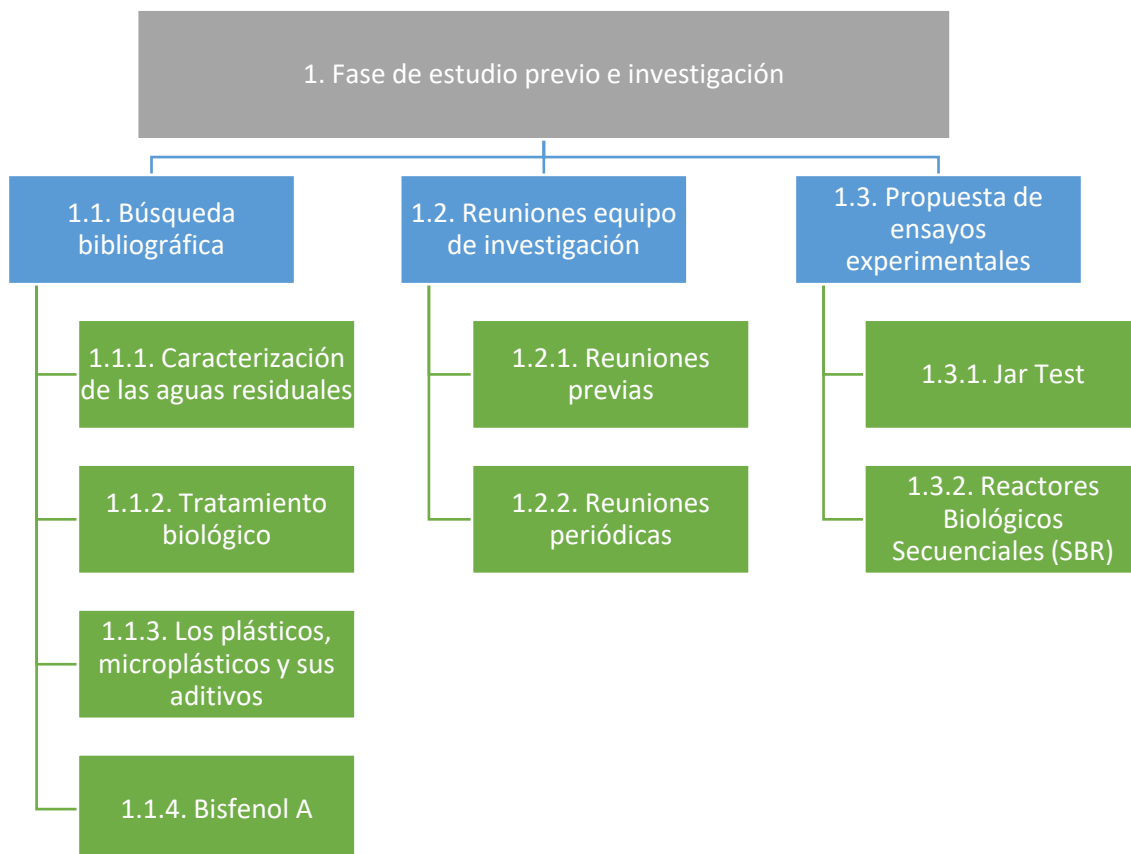 1. Fase de estudio previo e investigación
1.1. Búsqueda
bibliográfica
1.1.1. Caracterización
de las aguas residuales
1.1.2. Tratamiento
biológico
1.1.3. Los plásticos,
microplásticos y sus
aditivos
1.1.4. Bisfenol A
1.2. Reuniones equipo
de investigación
1.2.1. Reuniones
previas
1.2.2. Reuniones
periódicas
1.3. Propuesta de
ensayos
experimentales
1.3.1. Jar Test
1.3.2. Reactores
Biológicos
Secuenciales (SBR)